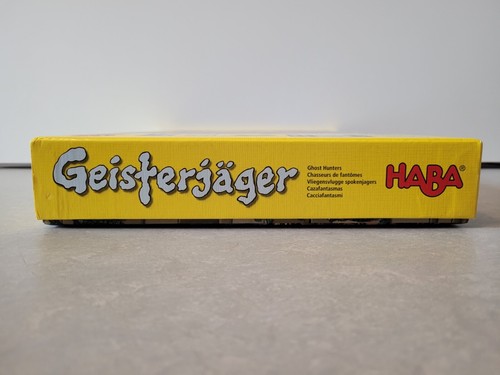 Geisterjäger
Ghost Hunters
Chasseurs de fantômes
Vliegensvlugge spokenjagers
Cazafantasmas
Cacciafantasmi
HABA®